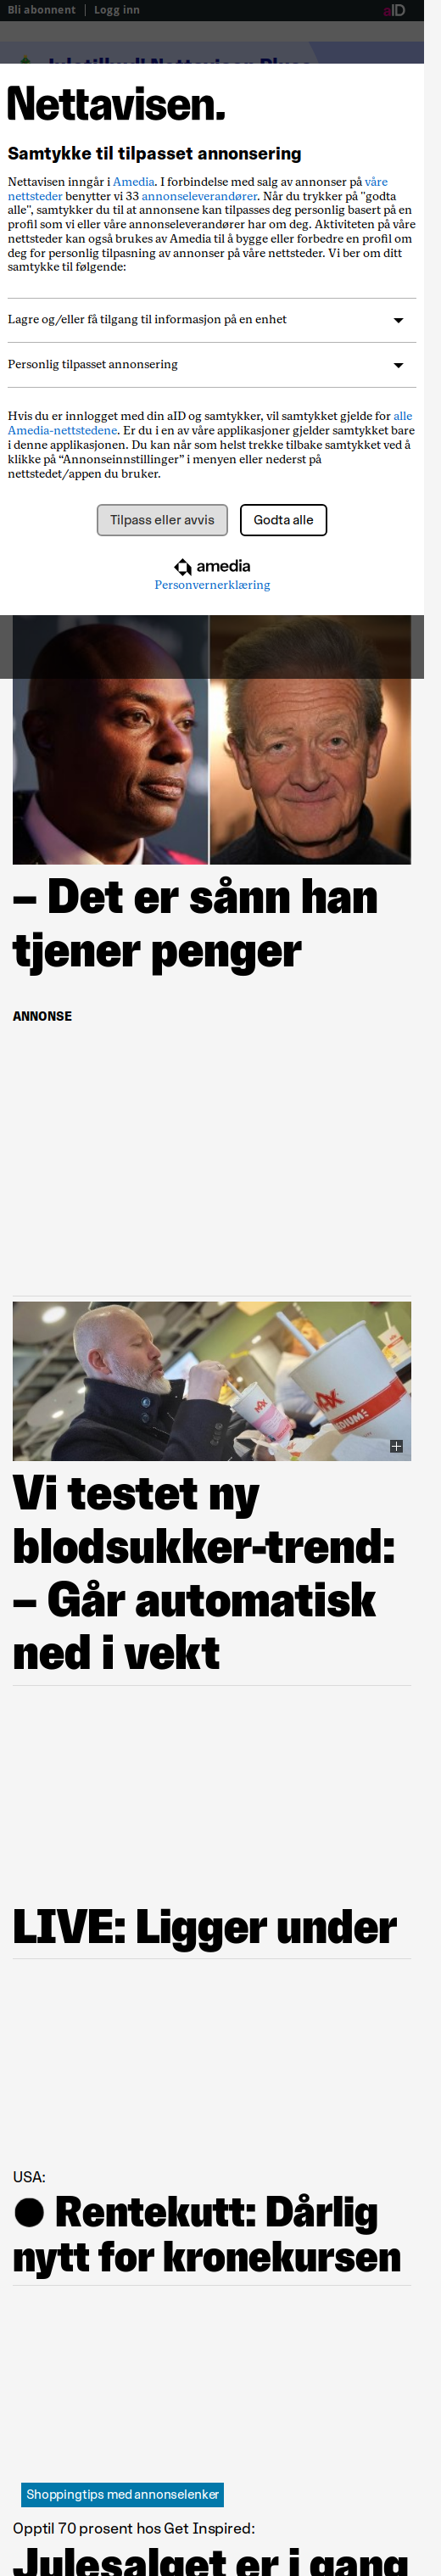 Bli abonnent
Logg inn
aID
Nettavisen.
Samtykke til tilpasset annonsering
Nettavisen inngår i Amedia. I forbindelse med salg av annonser på våre
nettsteder benytter vi 33 annonseleverandører. Når du trykker på "godta
alle", samtykker du til at annonsene kan tilpasses deg personlig basert på en
profil som vi eller våre annonseleverandører har om deg. Aktiviteten på våre
nettsteder kan også brukes av Amedia til å bygge eller forbedre en profil om
deg for personlig tilpasning av annonser på våre nettsteder. Vi ber om ditt
samtykke til følgende:
Lagre og/eller få tilgang til informasjon på en enhet
Personlig tilpasset annonsering
Hvis du er innlogget med din aID og samtykker, vil samtykket gjelde for alle
Amedia-nettstedene. Er du i en av våre applikasjoner gjelder samtykket bare
i denne applikasjonen. Du kan når som helst trekke tilbake samtykket ved å
klikke på “Annonseinnstillinger” i menyen eller nederst på
nettstedet/appen du bruker.
Tilpass eller avvis
Godta alle
amedia
Personvernerklæring
– Det er sånn han
tjener penger
ANNONSE
MAX
Vi testet ny
blodsukker-trend:
– Går automatisk
ned i vekt
LIVE: Ligger under
USA:
● Rentekutt: Dårlig
nytt for kronekursen
Shoppingtips med annonselenker
Opptil 70 prosent hos Get Inspired:
Julesalget er i gang